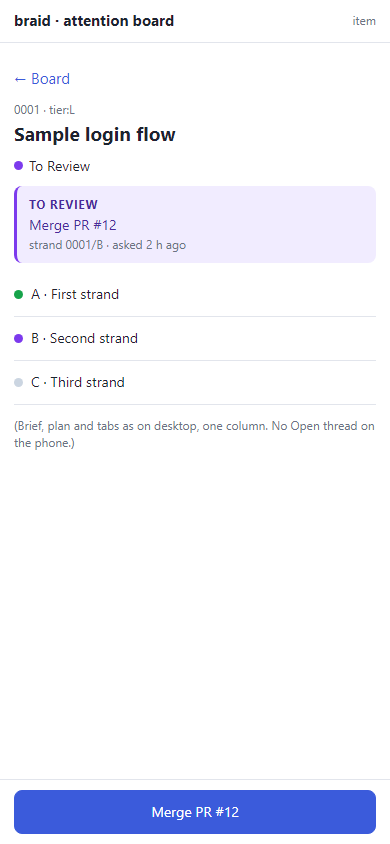 braid · attention board
item
← Board
0001 · tier:L
Sample login flow
To Review
TO REVIEW
Merge PR #12
strand 0001/B · asked 2 h ago
A · First strand
B · Second strand
C · Third strand
(Brief, plan and tabs as on desktop, one column. No Open thread on
the phone.)
Merge PR #12